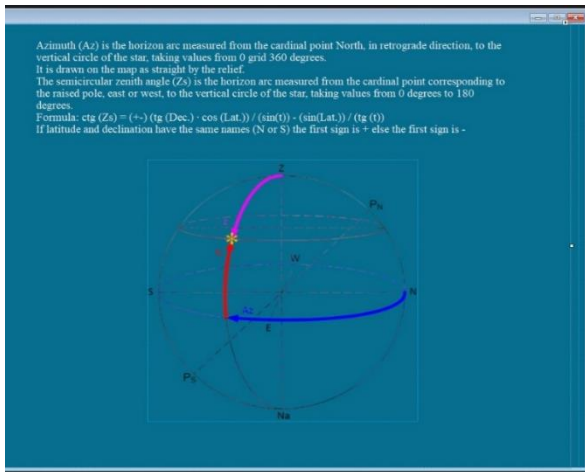 Azimuth (Az) is the horizon arc measured from the cardinal point North, in retrograde direction, to the
vertical circle of the star, taking values from 0 grid 360 degrees.
It is drawn on the map as straight by the relief.
The semicircular zenith angle (Zs) is the horizon arc measured from the cardinal point corresponding to
the raised pole, east or west, to the vertical circle of the star, taking values from 0 degrees to 180
degrees.
Formula: ctg (Zs) = (+-) (tg (Dec.) · cos (Lat.)) / (sin(t)) - (sin(Lat.)) / (tg (t))
If latitude and declination have the same names (N or S) the first sign is + else the first sign is -
Z
PN
W
S
N
Az
E
Na